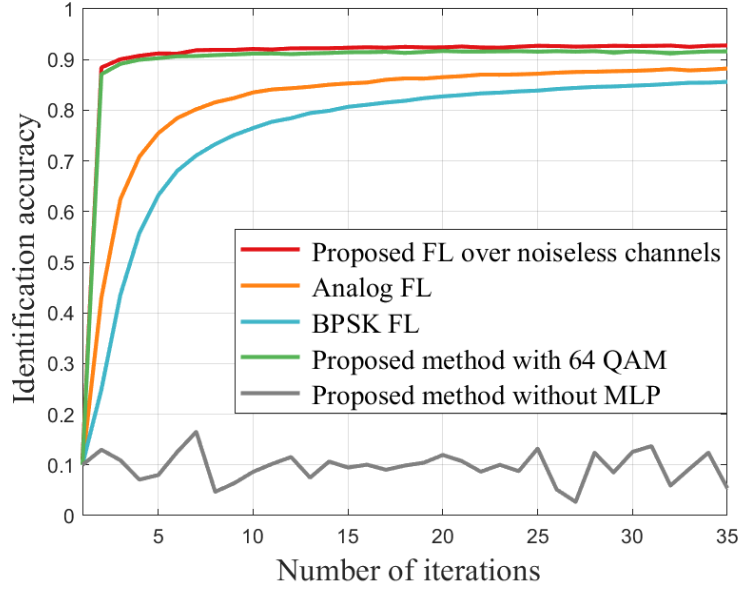 Identification accuracy
1
0.9
0.8
0.7
0.6
0.5
0.4
0.3
0.2
0.1
0
Proposed FL over noiseless channels
Analog FL
BPSK FL
Proposed method with 64 QAM
Proposed method without MLP
5 10 15 20 25 30 35
Number of iterations